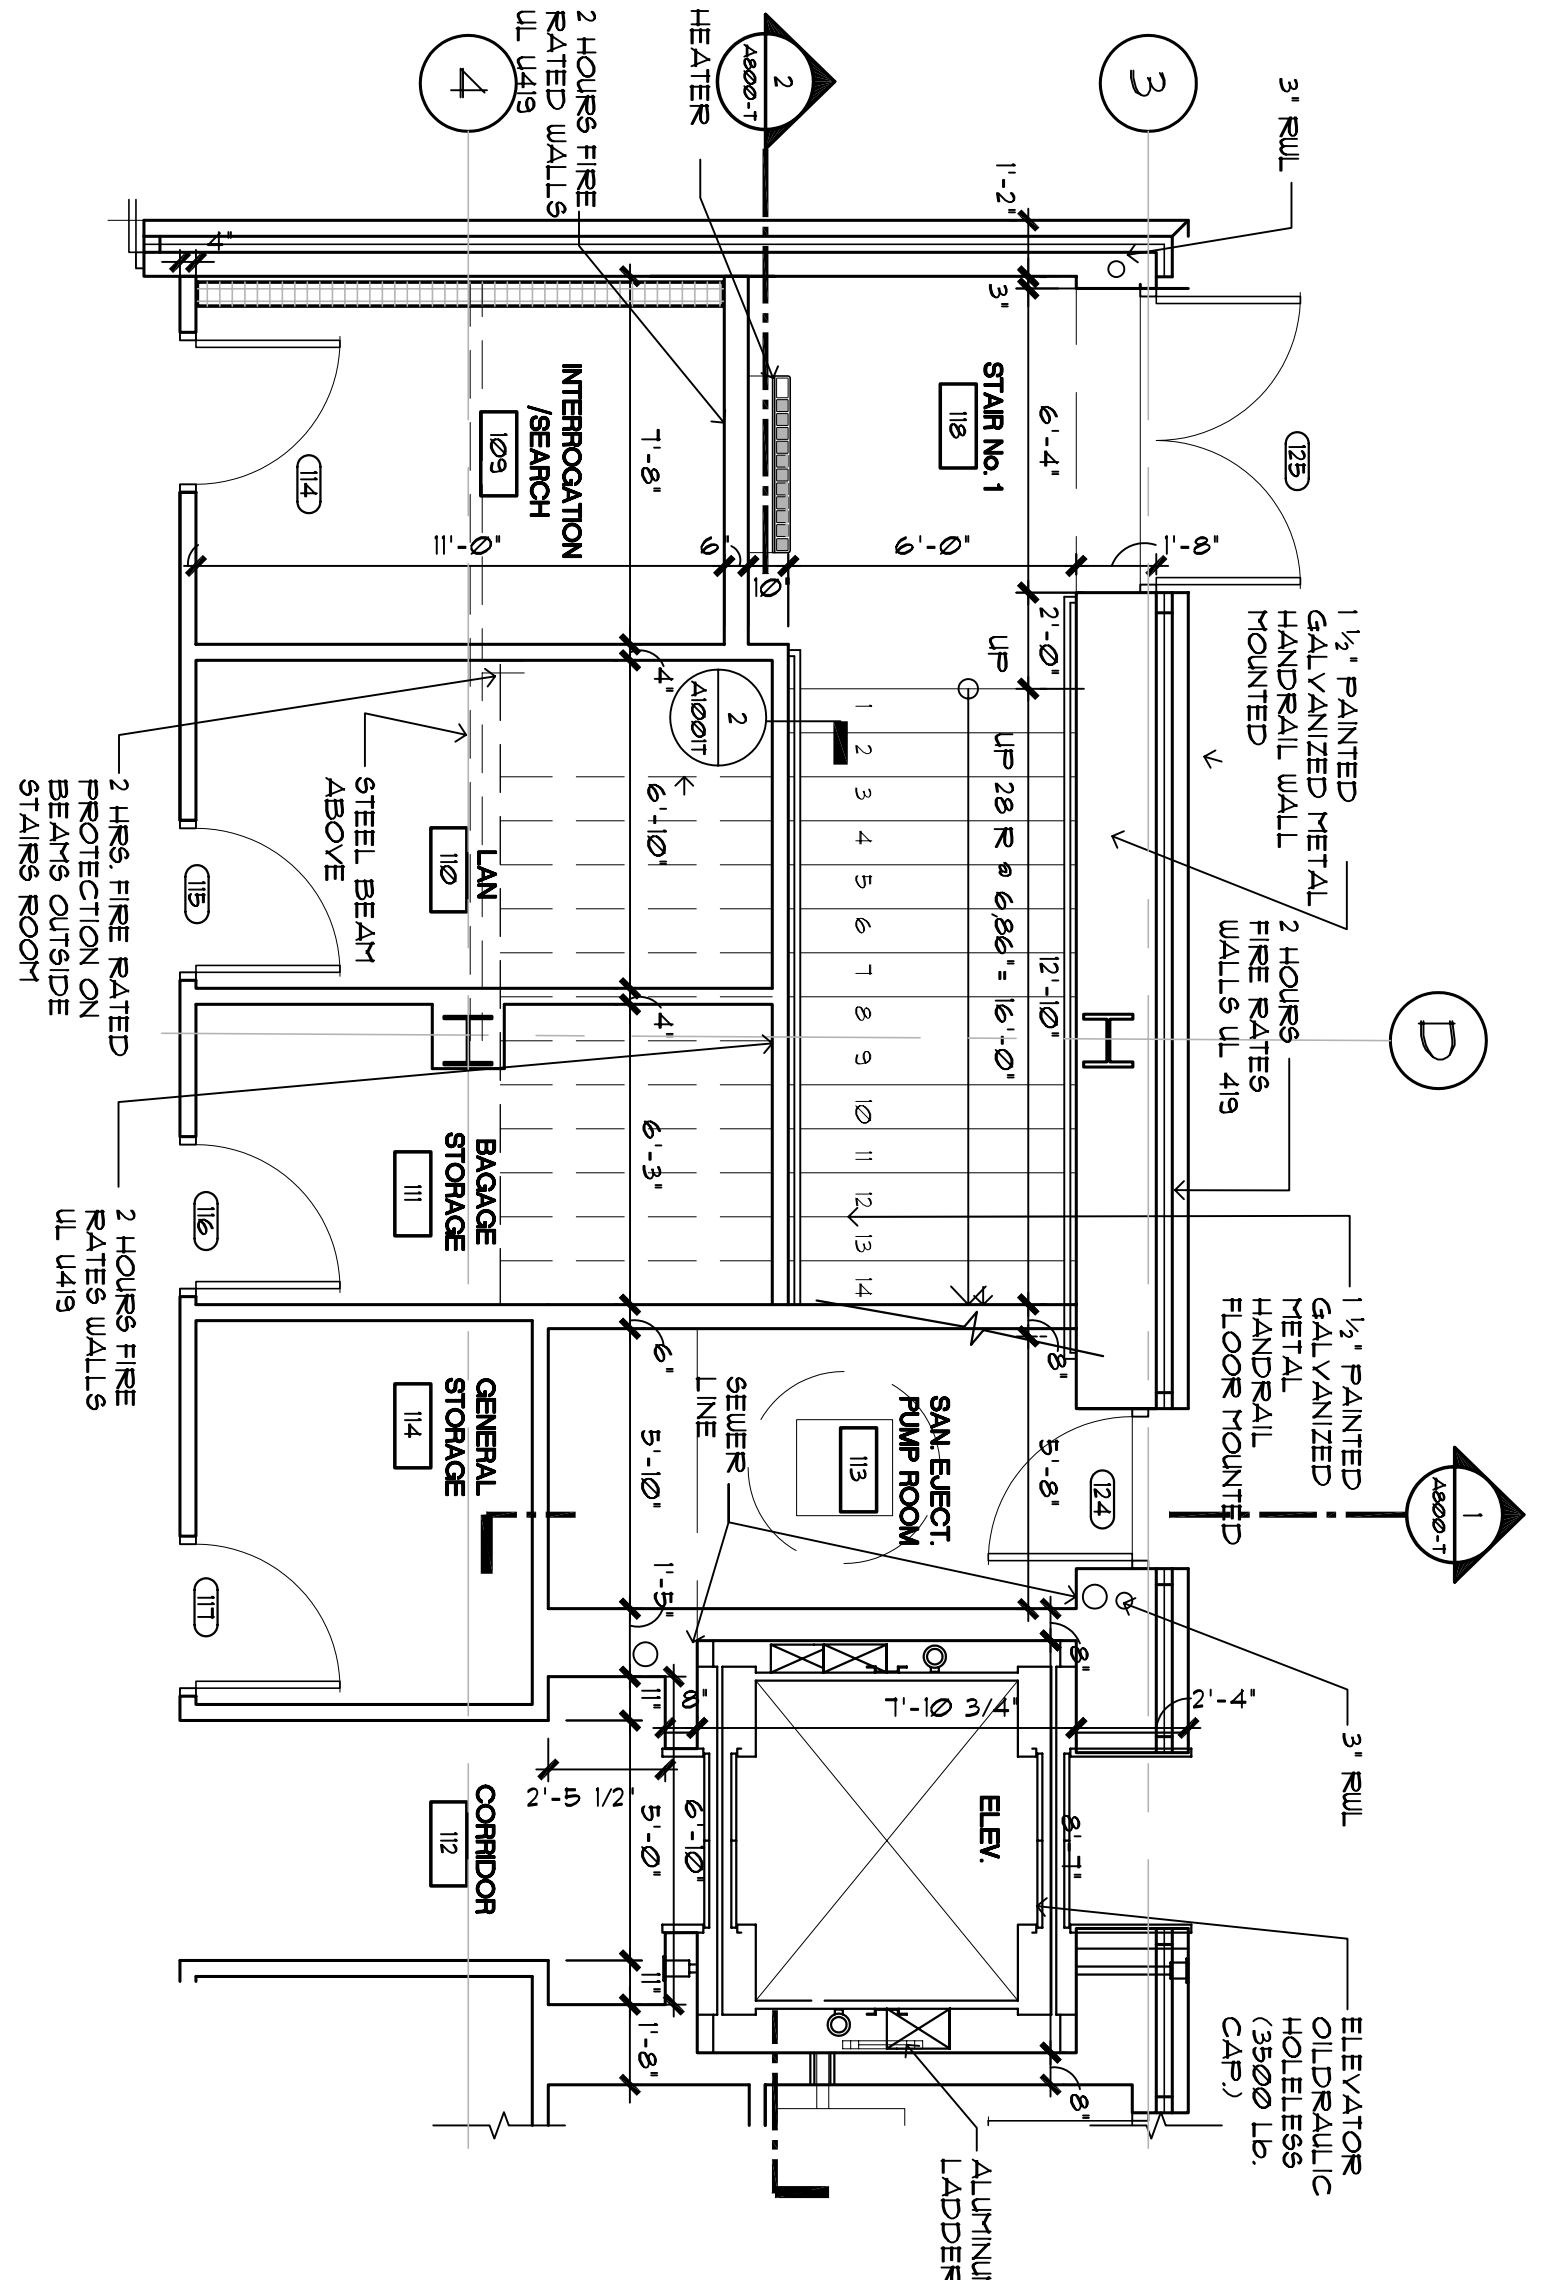 3" RWL
3
2
A800-T
HEATER
2 HOURS FIRE
RATED WALLS
UL U419
4
1'-2"
3"
6'-4"
2'-0"
12'-10"
8"
5'-8"
8"
8'-7"
8"
4"
STAIR No. 1
118
125
1'-8"
6'-0"
10"
6"
11'-0"
INTERROGATION
/SEARCH
109
114
7'-8"
4"
6'-10"
4"
6'-3"
6"
5'-10"
1'-5"
11"
5'-0"
11"
1'-8"
1 ½" PAINTED
GALVANIZED METAL
HANDRAIL WALL
MOUNTED
2 HOURS
FIRE RATES
WALLS UL 419
D
UP
UP 28 R @ 6,86" = 16'-0"
1
2
3
4
5
6
7
8
9
10
11
12
13
14
2
A1001T
LAN
110
115
STEEL BEAM
ABOVE
2 HRS. FIRE RATED
PROTECTION ON
BEAMS OUTSIDE
STAIRS ROOM
BAGAGE
STORAGE
111
116
2 HOURS FIRE
RATES WALLS
UL U419
1 ½" PAINTED
GALVANIZED
METAL
HANDRAIL
FLOOR MOUNTED
1
A800-T
124
SAN. EJECT.
PUMP ROOM
113
SEWER
LINE
GENERAL
STORAGE
114
117
3" RWL
2'-4"
7'-10 3/4"
8"
2'-5 1/2"
6'-10"
ELEV.
CORRIDOR
112
ELEVATOR
OILDRAULIC
HOLELESS
(3500 Lb.
CAP.)
ALUMINU
LADDER